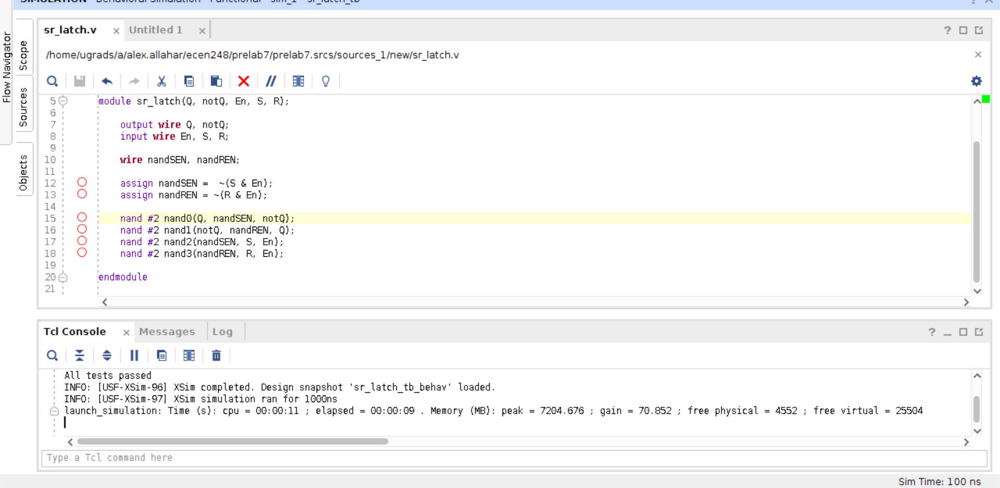 SIMULATION - Behavioral Simulation - Functional - sim_1 - sr_latch_tb ? ×
Flow Navigator
Scope
Sources
Objects
sr_latch.v × Untitled 1 × ?
/home/ugrads/a/alex.allahar/ecen248/prelab7/prelab7.srcs/sources_1/new/sr_latch.v ×
//
5 module sr_latch(Q, notQ, En, S, R);
6
7 output wire Q, notQ;
8 input wire En, S, R;
9
10 wire nandSEN, nandREN;
11
12 assign nandSEN =  ~(S & En);
13 assign nandREN = ~(R & En);
14
15 nand #2 nand0(Q, nandSEN, notQ);
16 nand #2 nand1(notQ, nandREN, Q);
17 nand #2 nand2(nandSEN, S, En);
18 nand #2 nand3(nandREN, R, En);
19
20 endmodule
21
Tcl Console × Messages Log ?
All tests passed
INFO: [USF-XSim-96] XSim completed. Design snapshot 'sr_latch_tb_behav' loaded.
INFO: [USF-XSim-97] XSim simulation ran for 1000ns
launch_simulation: Time (s): cpu = 00:00:11 ; elapsed = 00:00:09 . Memory (MB): peak = 7204.676 ; gain = 70.852 ; free physical = 4552 ; free virtual = 25504
Type a Tcl command here
Sim Time: 100 ns